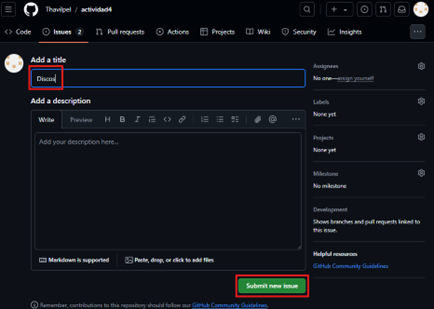 Thavilpel / actividad4
Code
Issues 2
Pull requests
Actions
Projects
Wiki
Security
Insights
Add a title
Discos
Add a description
Write
Preview
H B I
Add your description here...
Markdown is supported
Paste, drop, or click to add files
Submit new issue
Remember, contributions to this repository should follow our GitHub Community Guidelines.
Assignees
No one—assign yourself
Labels
None yet
Projects
None yet
Milestone
No milestone
Development
Shows branches and pull requests linked to
this issue.
Helpful resources
GitHub Community Guidelines